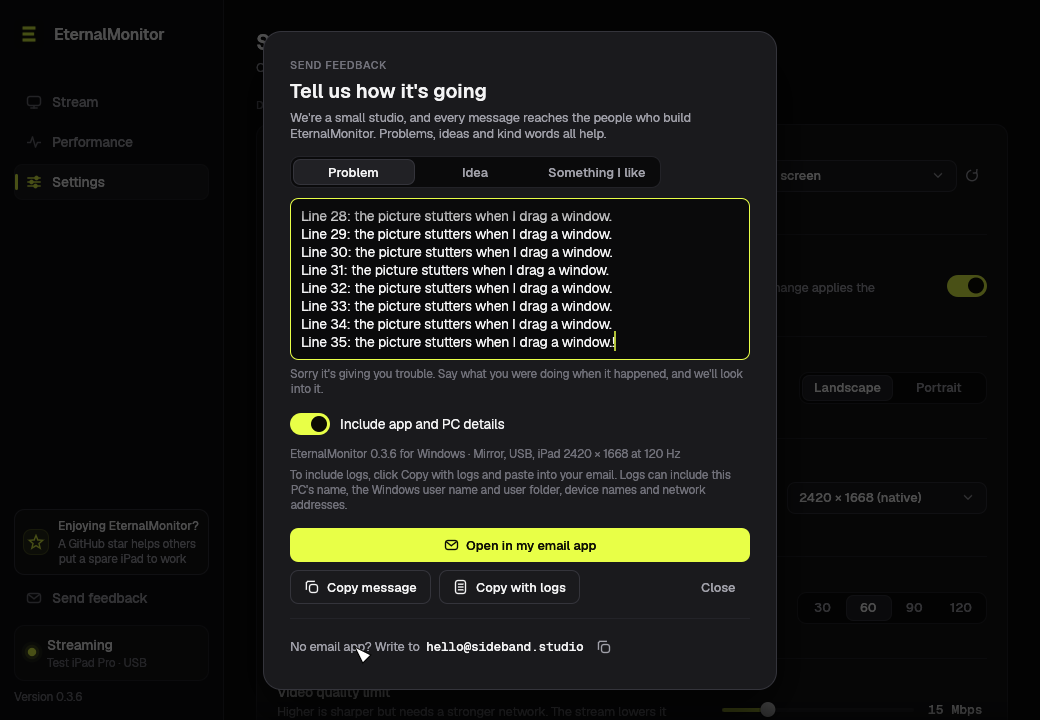 EternalMonitor
Stream
Performance
Settings
Enjoying EternalMonitor?
A GitHub star helps others
put a spare iPad to work
Send feedback
Streaming
Test iPad Pro · USB
Version 0.3.6
SEND FEEDBACK
Tell us how it's going
We're a small studio, and every message reaches the people who build
EternalMonitor. Problems, ideas and kind words all help.
Problem
Idea
Something I like
Line 28: the picture stutters when I drag a window.
Line 29: the picture stutters when I drag a window.
Line 30: the picture stutters when I drag a window.
Line 31: the picture stutters when I drag a window.
Line 32: the picture stutters when I drag a window.
Line 33: the picture stutters when I drag a window.
Line 34: the picture stutters when I drag a window.
Line 35: the picture stutters when I drag a window.!
Sorry it's giving you trouble. Say what you were doing when it happened, and we'll look
into it.
Include app and PC details
EternalMonitor 0.3.6 for Windows · Mirror, USB, iPad 2420 × 1668 at 120 Hz
To include logs, click Copy with logs and paste into your email. Logs can include this
PC's name, the Windows user name and user folder, device names and network
addresses.
Open in my email app
Copy message
Copy with logs
Close
No email app? Write to hello@sideband.studio
screen
applies the
Landscape
Portrait
2420 × 1668 (native)
30
60
90
120
Video quality limit
Higher is sharper but needs a stronger network. The stream lowers it
15 Mbps